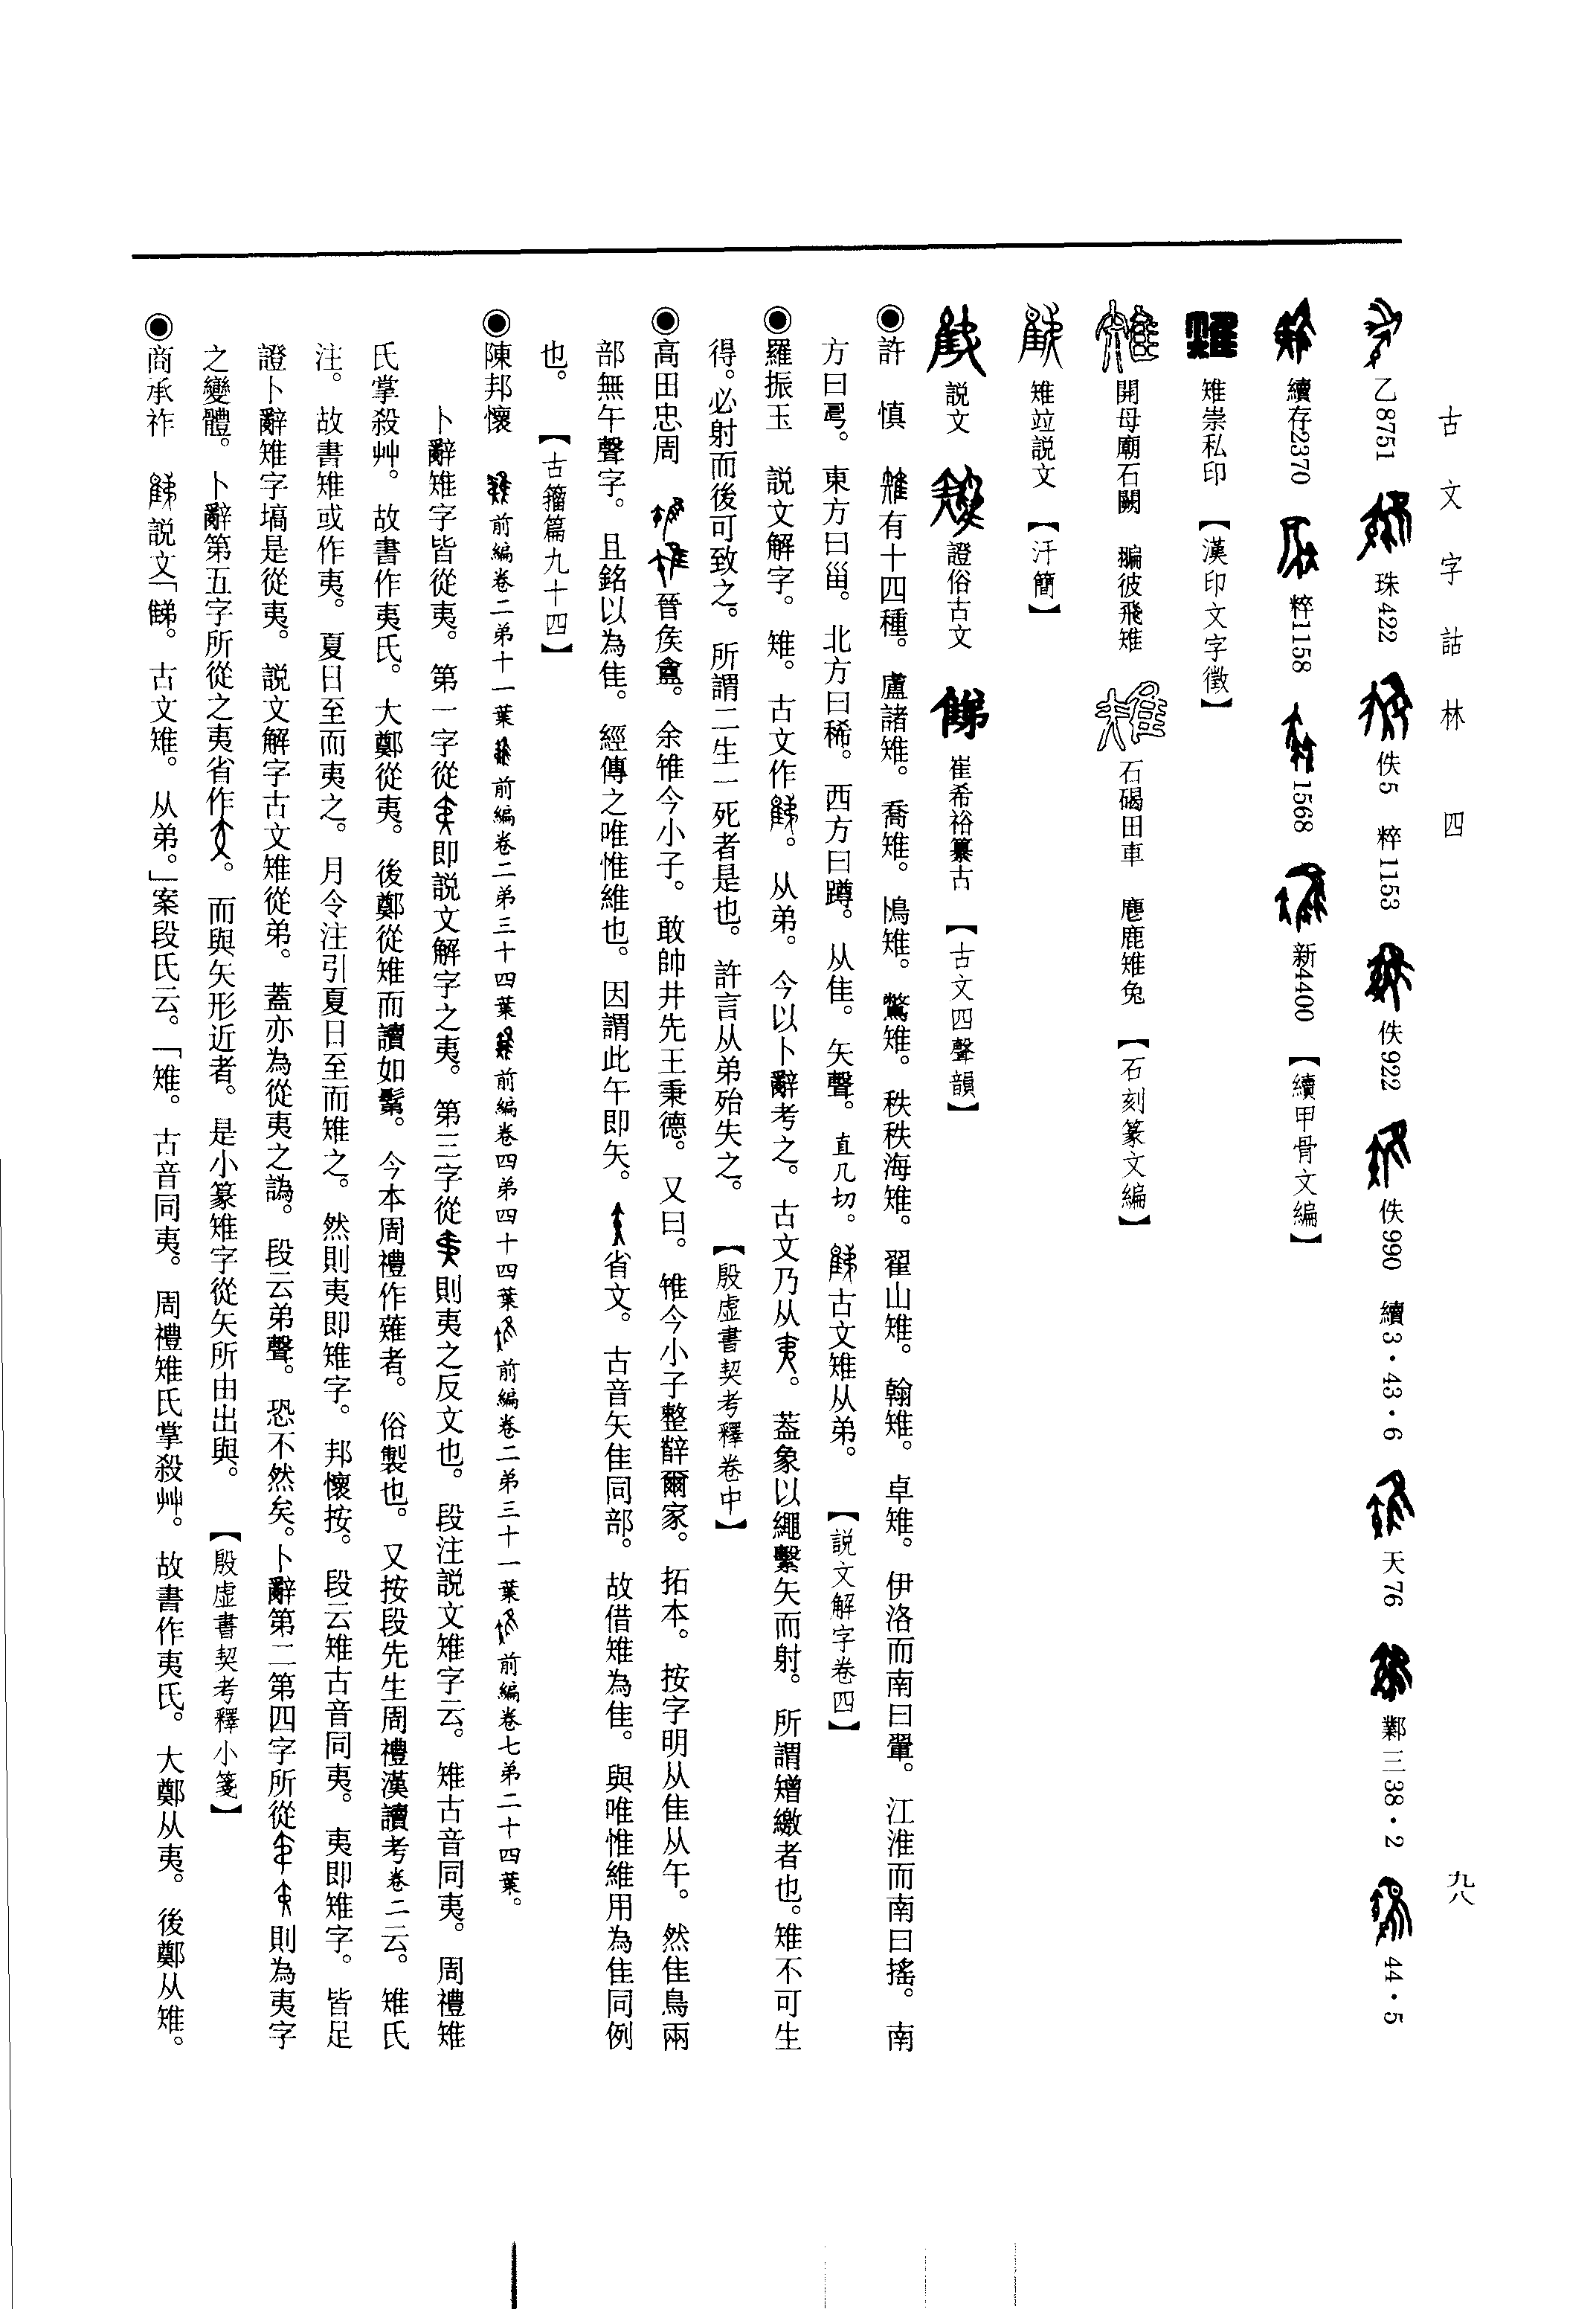 古文字詁林　四
九八
乙8751　珠422　佚5　粹1153　佚922　佚990　續3·43·6　天76　鄴三38·2　44·5
續存2370　粹1158　1568　新4400　【續甲骨文編】
雉崇私印　【漢印文字徵】
開母廟石闕　翩彼飛雉　石碣田車　麀鹿雉兔　【石刻篆文編】
雉竝説文　【汗簡】
説文　證俗古文　崔希裕纂古　【古文四聲韻】
◉許　慎　雉有十四種。盧諸雉。喬雉。鳪雉。鷩雉。秩秩海雉。翟山雉。翰雉。卓雉。伊洛而南曰翬。江淮而南曰搖。南
方曰𢏚。東方曰甾。北方曰稀。西方曰蹲。从隹。矢聲。直几切。古文雉从弟。　【説文解字卷四】
◉羅振玉　説文解字。雉。古文作。从弟。今以卜辭考之。古文乃从。蓋象以繩繫矢而射。所謂矰繳者也。雉不可生
得。必射而後可致之。所謂二生一死者是也。許言从弟殆失之。　【殷虛書契考釋卷中】
◉高田忠周　晉矦盦。余惟今小子。敢帥井先王秉德。又曰。惟今小子整辥爾家。拓本。按字明从隹从午。然隹鳥兩
部無午聲字。且銘以為隹。經傳之唯惟維也。因謂此午即矢。省文。古音矢隹同部。故借雉為隹。與唯惟維用為隹同例
也。　【古籀篇九十四】
◉陳邦懷　前編卷二弟十一葉前編卷二弟三十四葉前編卷四弟四十四葉前編卷二弟三十一葉前編卷七弟二十四葉。
卜辭雉字皆從夷。第一字從即説文解字之夷。第三字從則夷之反文也。段注説文雉字云。雉古音同夷。周禮雉
氏掌殺艸。故書作夷氏。大鄭從夷。後鄭從雉而讀如鬀。今本周禮作薙者。俗製也。又按段先生周禮漢讀考卷二云。雉氏
注。故書雉或作夷。夏日至而夷之。月令注引夏日至而雉之。然則夷即雉字。邦懷按。段云雉古音同夷。夷即雉字。皆足
證卜辭雉字塙是從夷。説文解字古文雉從弟。蓋亦為從夷之譌。段云弟聲。恐不然矣。卜辭第二第四字所從則為夷字
之變體。卜辭第五字所從之夷省作。而與矢形近者。是小篆雉字從矢所由出與。　【殷虛書契考釋小箋】
◉商承祚　説文「䨲。古文雉。从弟。」案段氏云。「雉。古音同夷。周禮雉氏掌殺艸。故書作夷氏。大鄭从夷。後鄭从雉。